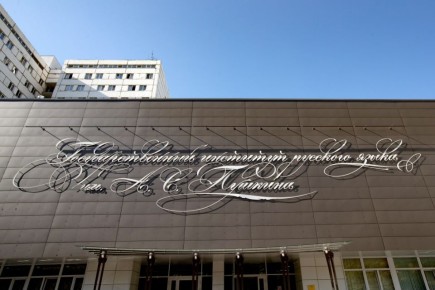 Государственный институт русского языка
им. А. С. Пушкина